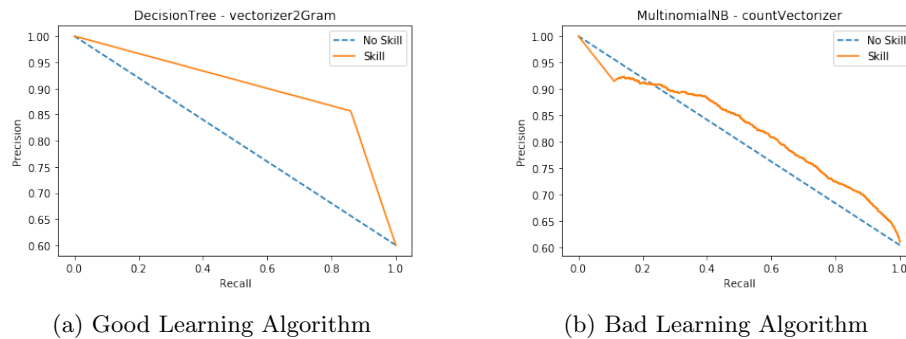 DecisionTree - vectorizer2Gram
1.00
0.95
0.90
0.85
0.80
0.75
0.70
0.65
0.60
Precision
No Skill
Skill
0.0 0.2 0.4 0.6 0.8 1.0
Recall
(a) Good Learning Algorithm
MultinomialNB - countVectorizer
1.00
0.95
0.90
0.85
0.80
0.75
0.70
0.65
0.60
Precision
No Skill
Skill
0.0 0.2 0.4 0.6 0.8 1.0
Recall
(b) Bad Learning Algorithm